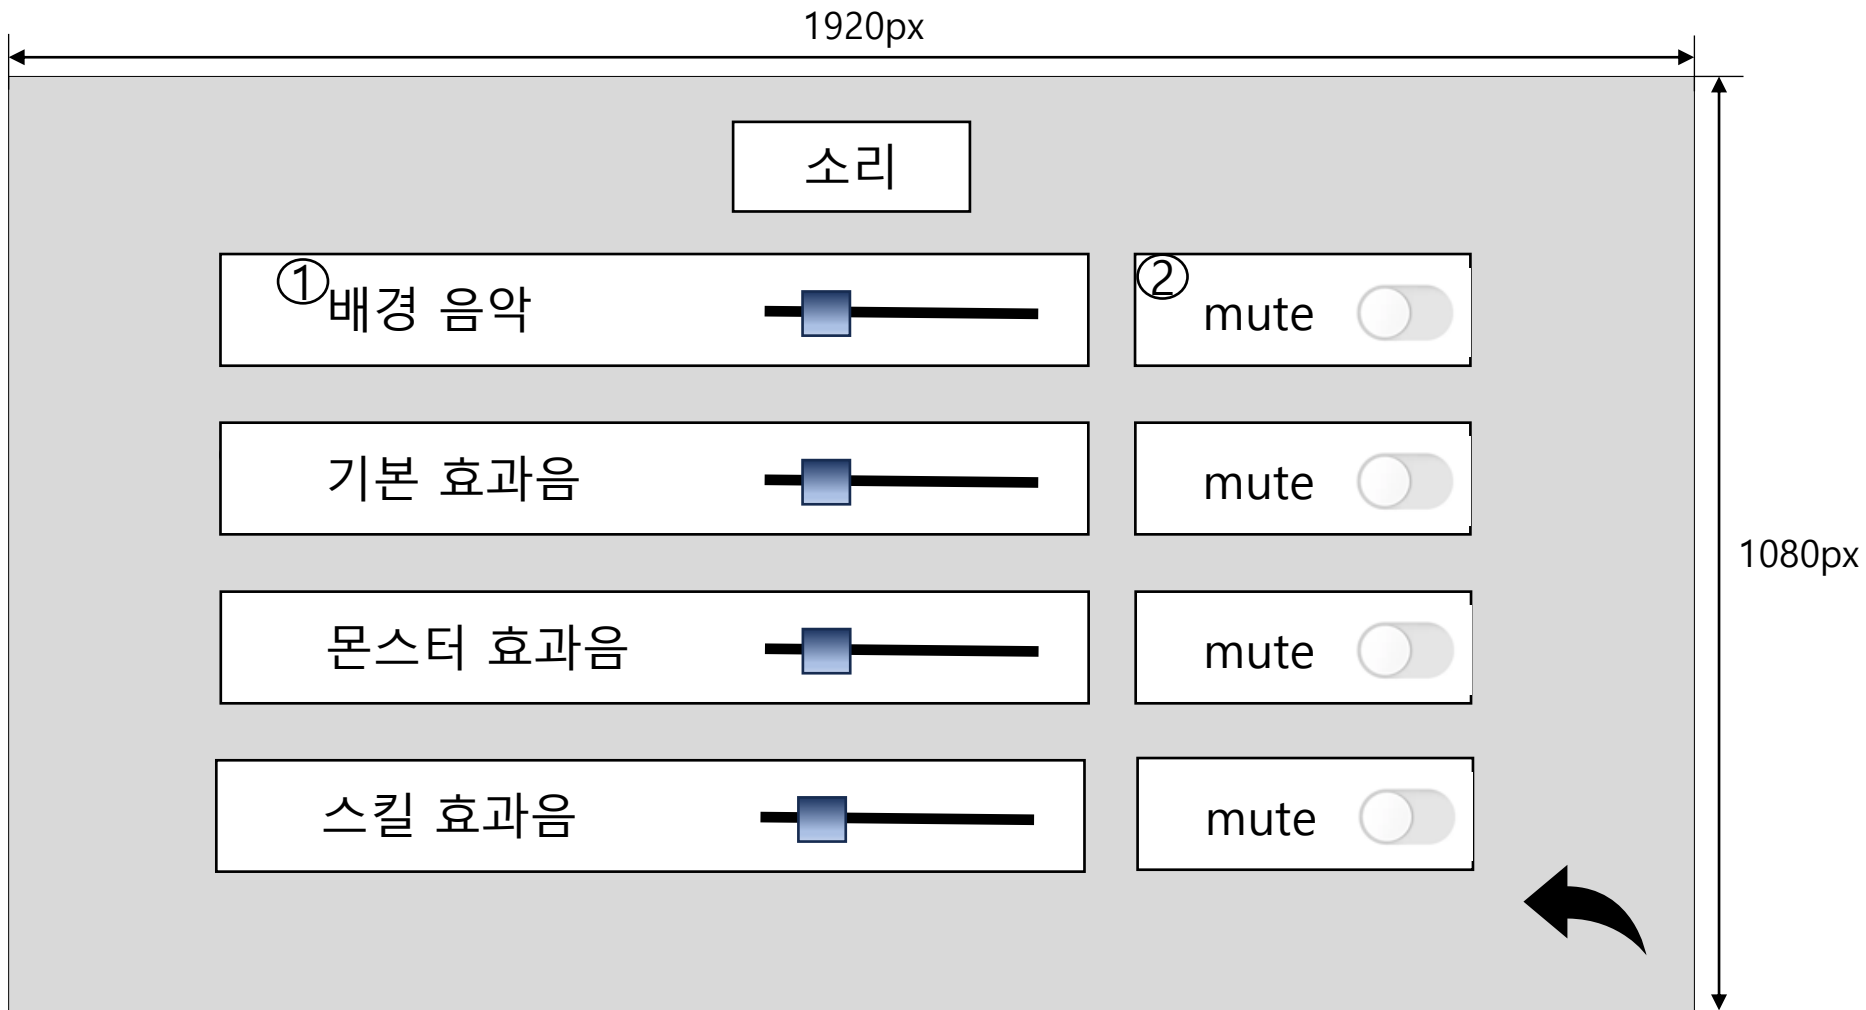 1920px
소리
① 배경 음악
② mute
기본 효과음
mute
1080px
몬스터 효과음
mute
스킬 효과음
mute